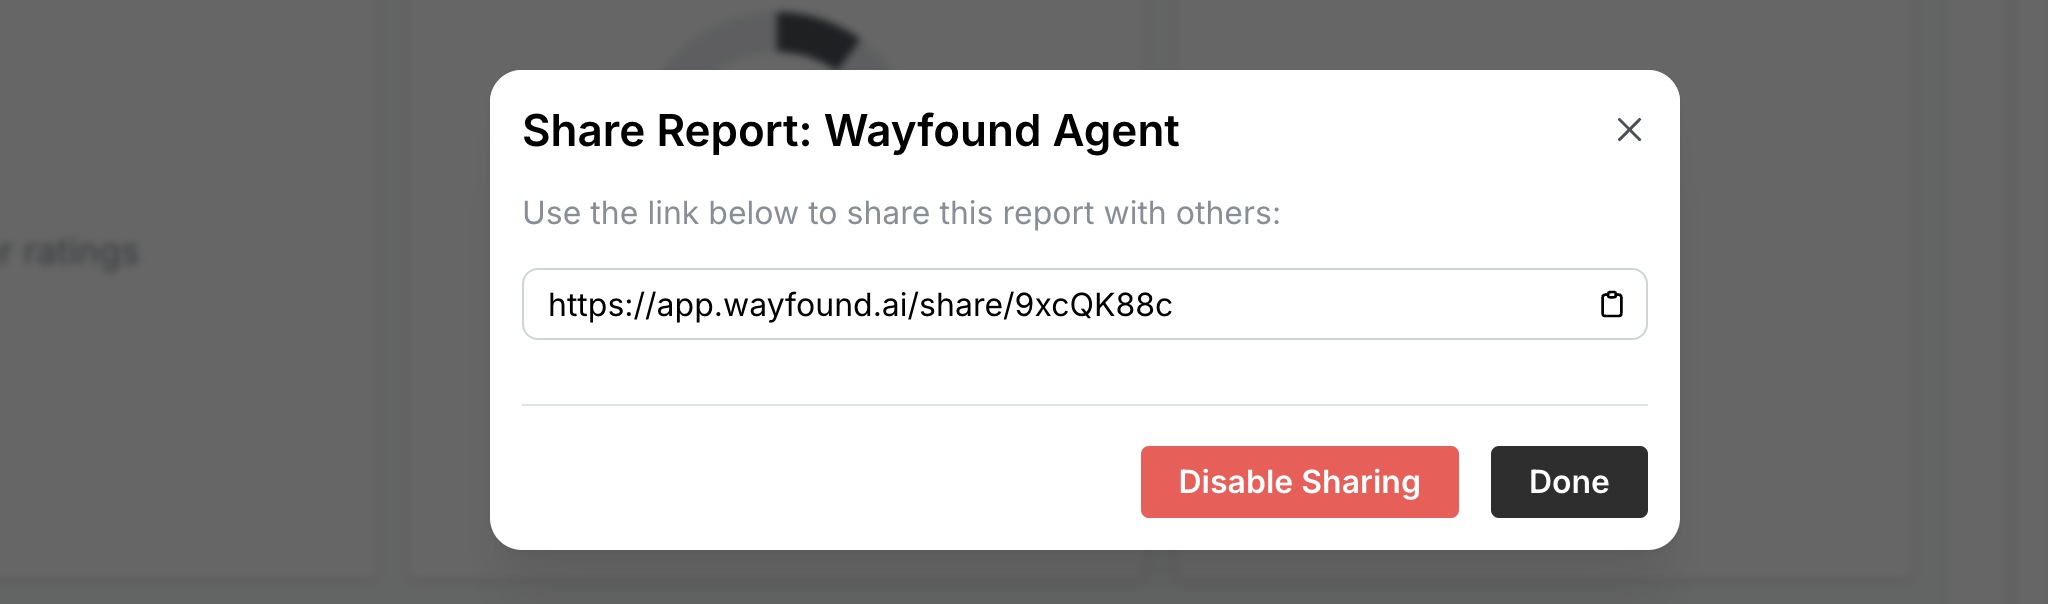 Share Report: Wayfound Agent
Use the link below to share this report with others:
ratings
https://app.wayfound.ai/share/9xcQK88c
Disable Sharing
Done